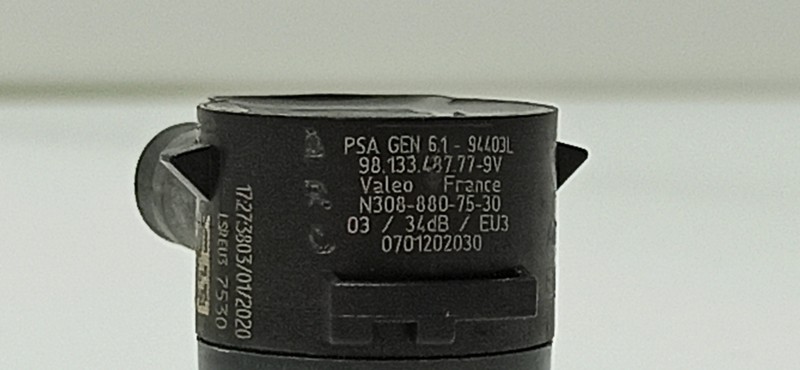 PSA GEN 6.1 - 94403L
98.133.487.77-9V
Valeo France
N308-880-75-30
03 / 34dB / EU3
0701202030
17273803/01/2020
LSREU3 7530